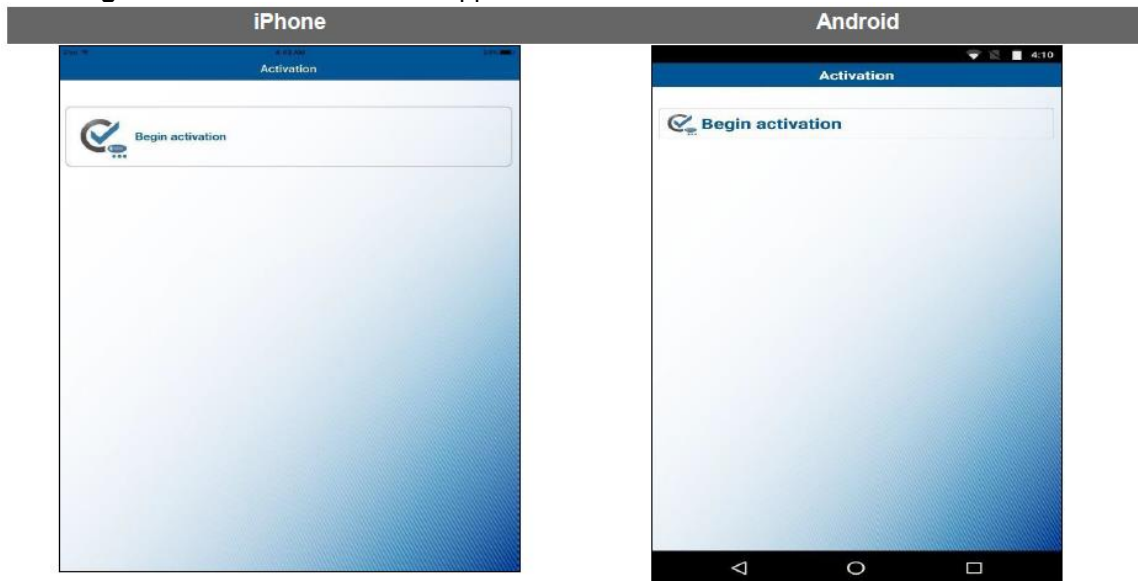 iPhone
Android
4:10
Activation
Activation
Begin activation
Begin activation